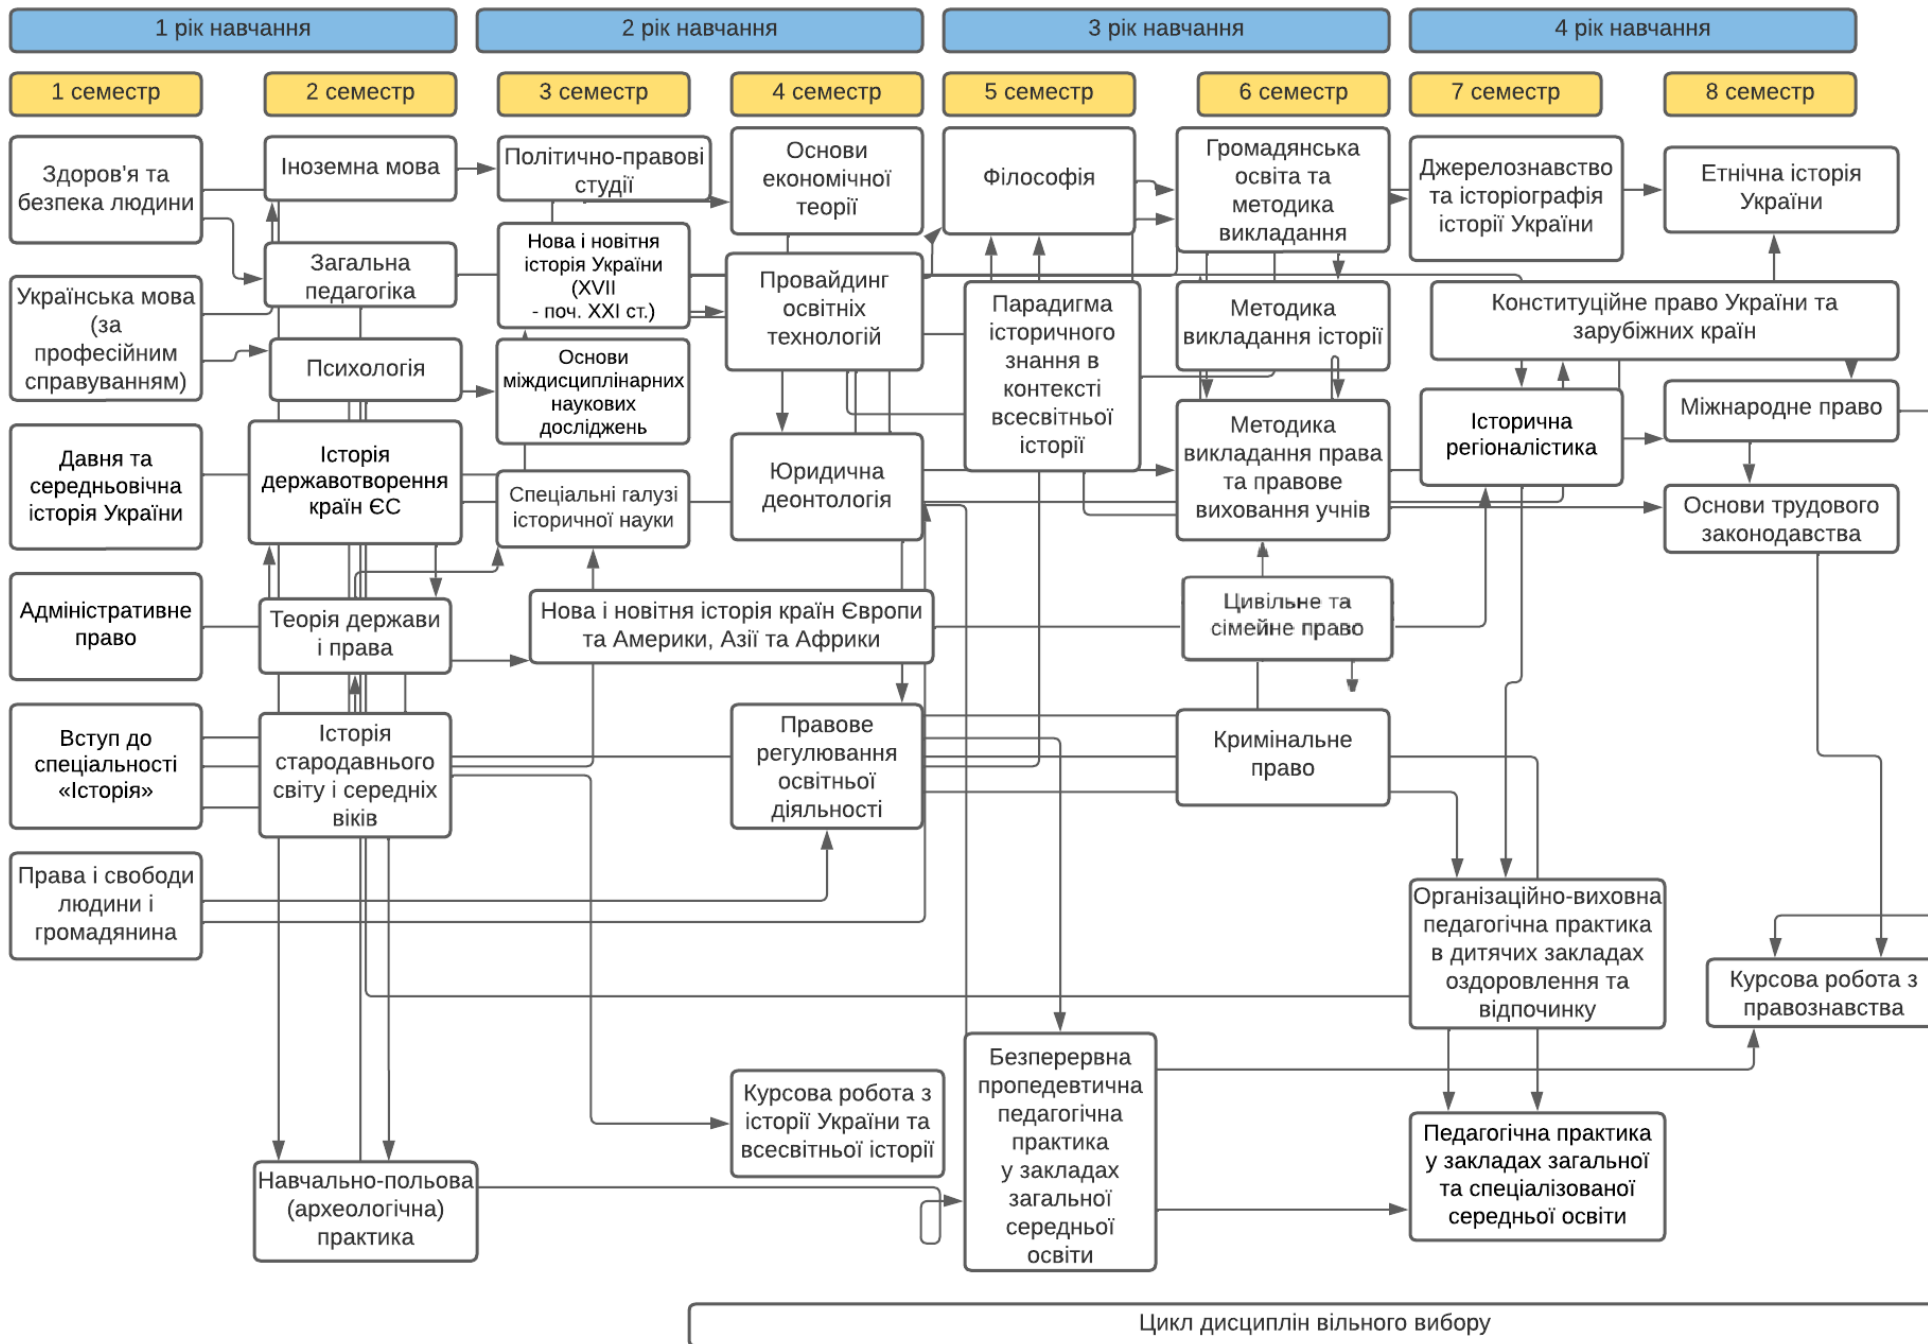 1 рік навчання
2 рік навчання
3 рік навчання
4 рік навчання
1 семестр
2 семестр
3 семестр
4 семестр
5 семестр
6 семестр
7 семестр
8 семестр
Здоров'я та
безпека людини
Українська мова
(за
професійним
справуванням)
Давня та
середньовічна
історія України
Адміністративне
право
Вступ до
спеціальності
«Історія»
Права і свободи
людини і
громадянина
Іноземна мова
Загальна
педагогіка
Психологія
Історія
державотворення
країн ЄС
Теорія держави
і права
Історія
стародавнього
світу і середніх
віків
Навчально-польова
(археологічна)
практика
Політично-правові
студії
Нова і новітня
історія України
(XVII
- поч. XXI ст.)
Основи
міждисциплінарних
наукових
досліджень
Спеціальні галузі
історичної науки
Нова і новітня історія країн Європи
та Америки, Азії та Африки
Основи
економічної
теорії
Провайдинг
освітніх
технологій
Юридична
деонтологія
Правове
регулювання
освітньої
діяльності
Курсова робота з
історії України та
всесвітньої історії
Філософія
Парадигма
історичного
знання в
контексті
всесвітньої
історії
Безперервна
пропедевтична
педагогічна
практика
у закладах
загальної
середньої
освіти
Громадянська
освіта та
методика
викладання
Методика
викладання історії
Методика
викладання права
та правове
виховання учнів
Цивільне та
сімейне право
Кримінальне
право
Джерелознавство
та історіографія
історії України
Конституційне право України та
зарубіжних країн
Історична
регіоналістика
Організаційно-виховна
педагогічна практика
в дитячих закладах
оздоровлення та
відпочинку
Педагогічна практика
у закладах загальної
та спеціалізованої
середньої освіти
Етнічна історія
України
Міжнародне право
Основи трудового
законодавства
Курсова робота з
правознавства
Цикл дисциплін вільного вибору